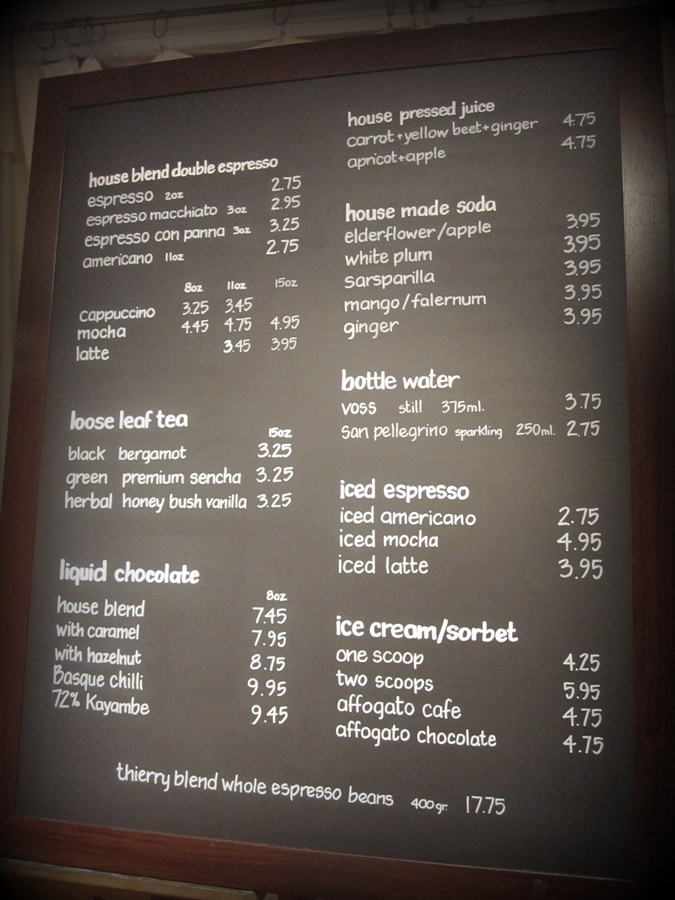 house blend double espresso
espresso 2oz 2.75
espresso macchiato 3oz 2.95
espresso con panna 3oz 3.25
americano 11oz 2.75
8oz 11oz 15oz
cappuccino 3.25 3.45
mocha 4.45 4.75 4.95
latte 3.45 3.95
loose leaf tea
15oz
black bergamot 3.25
green premium sencha 3.25
herbal honey bush vanilla 3.25
liquid chocolate
8oz
house blend 7.45
with caramel 7.95
with hazelnut 8.75
Basque chilli 9.95
72% Kayambe 9.45
house pressed juice
carrot+yellow beet+ginger 4.75
apricot+apple 4.75
house made soda
elderflower/apple 3.95
white plum 3.95
sarsparilla 3.95
mango/falernum 3.95
ginger 3.95
bottle water
voss still 375ml. 3.75
san pellegrino sparkling 250ml. 2.75
iced espresso
iced americano 2.75
iced mocha 4.95
iced latte 3.95
ice cream/sorbet
one scoop 4.25
two scoops 5.95
affogato cafe 4.75
affogato chocolate 4.75
thierry blend whole espresso beans 400gr. 17.75